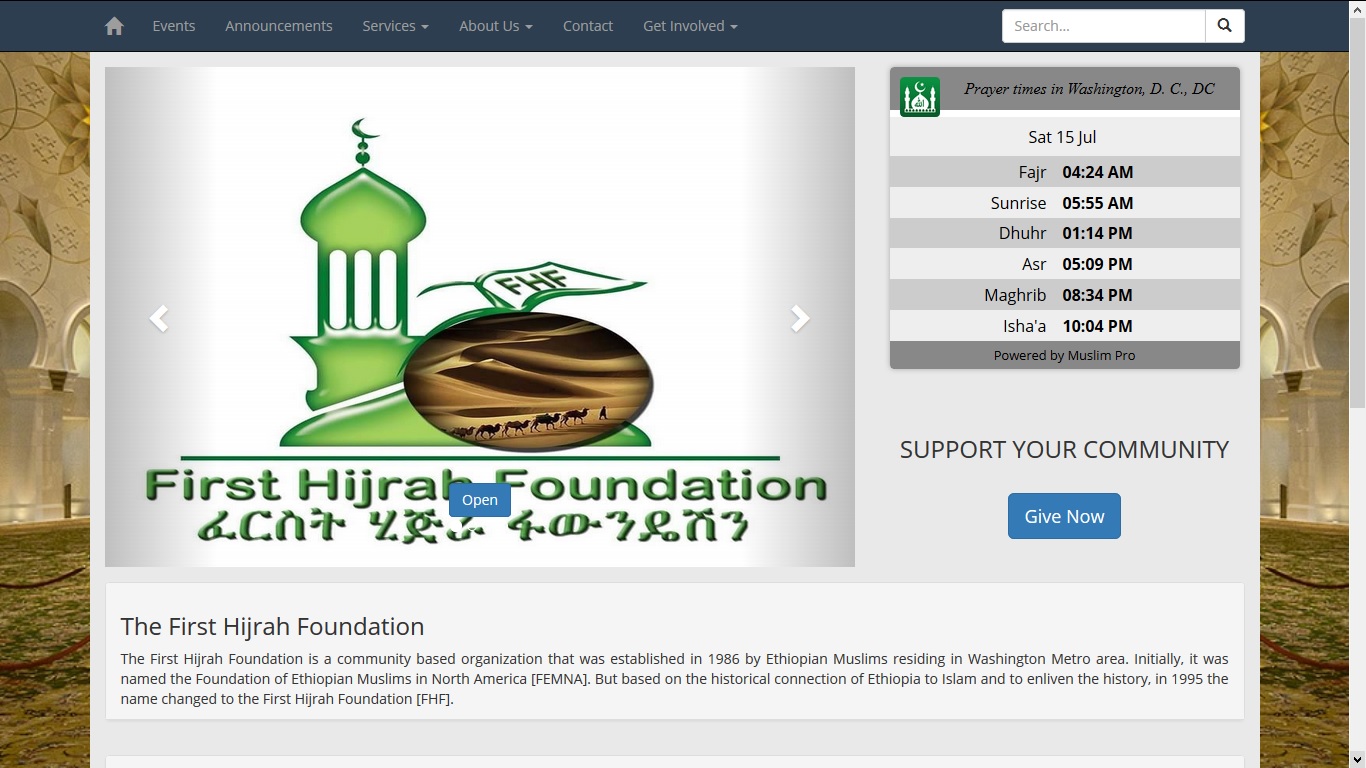 Events Announcements Services About Us Contact Get Involved Search...
Prayer times in Washington, D. C., DC
Sat 15 Jul
Fajr 04:24 AM
Sunrise 05:55 AM
Dhuhr 01:14 PM
Asr 05:09 PM
Maghrib 08:34 PM
Isha'a 10:04 PM
Powered by Muslim Pro
FHF
First Hijrah Foundation
Open
ፈርስት ሂጅራ ፋውንዴሽን
SUPPORT YOUR COMMUNITY
Give Now
The First Hijrah Foundation
The First Hijrah Foundation is a community based organization that was established in 1986 by Ethiopian Muslims residing in Washington Metro area. Initially, it was
named the Foundation of Ethiopian Muslims in North America [FEMNA]. But based on the historical connection of Ethiopia to Islam and to enliven the history, in 1995 the
name changed to the First Hijrah Foundation [FHF].